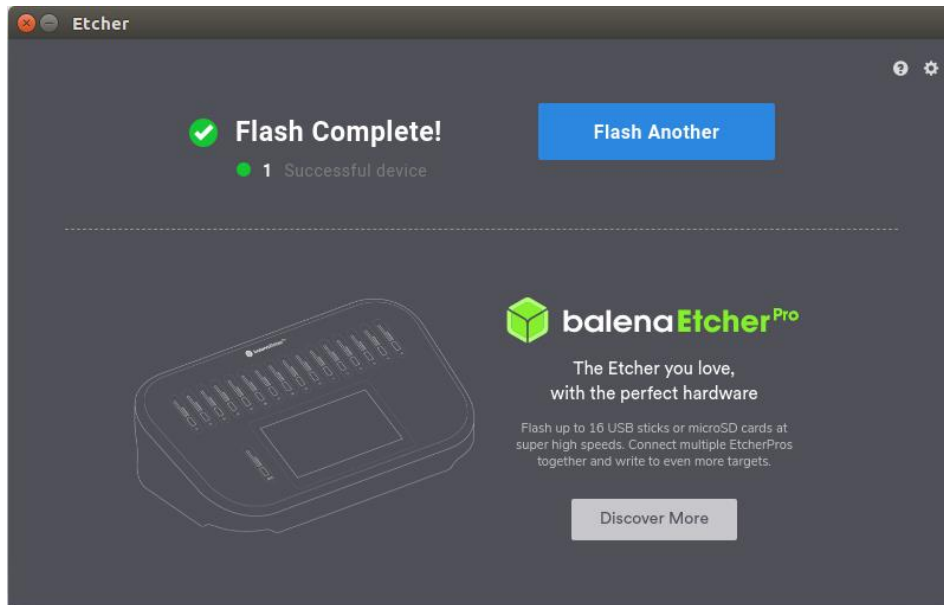 Etcher
Flash Complete!
Flash Another
1 Successful device
balenaEtcherPro
The Etcher you love,
with the perfect hardware
Flash up to 16 USB sticks or microSD cards at
super high speeds. Connect multiple EtcherPros
together and write to even more targets.
Discover More